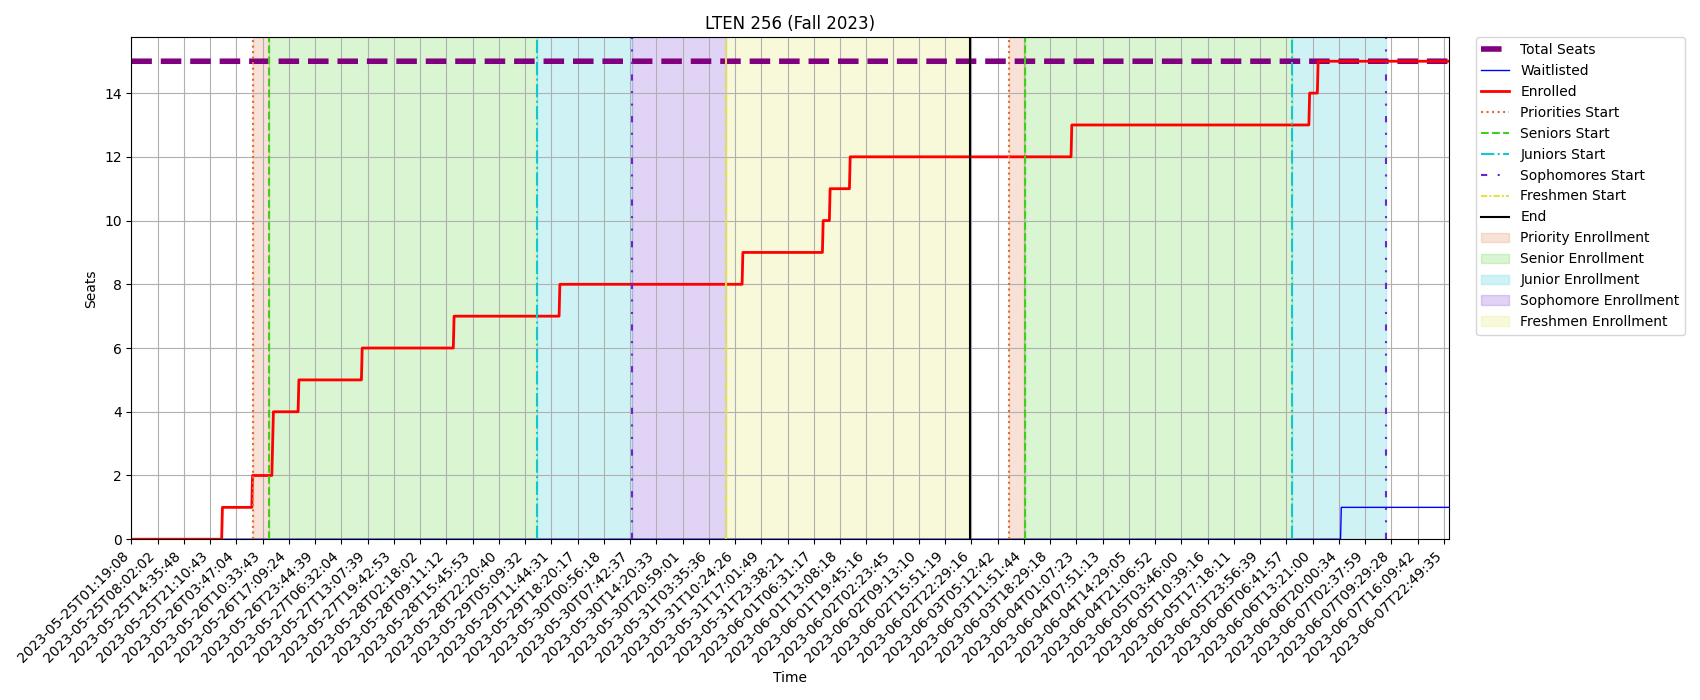 LTEN 256 (Fall 2023)
Total Seats
Waitlisted
Enrolled
Priorities Start
Seniors Start
Juniors Start
Sophomores Start
Freshmen Start
End
Priority Enrollment
Senior Enrollment
Junior Enrollment
Sophomore Enrollment
Freshmen Enrollment
Seats
14
12
10
8
6
4
2
0
2023-05-25T01:19:08
2023-05-25T08:02:02
2023-05-25T14:35:48
2023-05-25T21:10:43
2023-05-26T03:47:04
2023-05-26T10:33:43
2023-05-26T17:09:24
2023-05-26T23:44:39
2023-05-27T06:32:04
2023-05-27T13:07:39
2023-05-27T19:42:53
2023-05-28T02:18:02
2023-05-28T09:11:12
2023-05-28T15:45:53
2023-05-28T22:20:40
2023-05-29T05:09:32
2023-05-29T11:44:31
2023-05-29T18:20:17
2023-05-30T00:56:18
2023-05-30T07:42:37
2023-05-30T14:20:33
2023-05-30T20:59:01
2023-05-31T03:35:36
2023-05-31T10:24:26
2023-05-31T17:01:49
2023-05-31T23:38:21
2023-06-01T06:31:17
2023-06-01T13:08:18
2023-06-01T19:45:16
2023-06-02T02:23:45
2023-06-02T09:13:10
2023-06-02T15:51:19
2023-06-02T22:29:16
2023-06-03T05:12:42
2023-06-03T11:51:44
2023-06-03T18:29:18
2023-06-04T01:07:23
2023-06-04T07:51:13
2023-06-04T14:29:05
2023-06-04T21:06:52
2023-06-05T03:46:00
2023-06-05T10:39:16
2023-06-05T17:18:11
2023-06-05T23:56:39
2023-06-06T06:41:57
2023-06-06T13:21:00
2023-06-06T20:00:34
2023-06-07T02:37:59
2023-06-07T09:29:28
2023-06-07T16:09:42
2023-06-07T22:49:35
Time